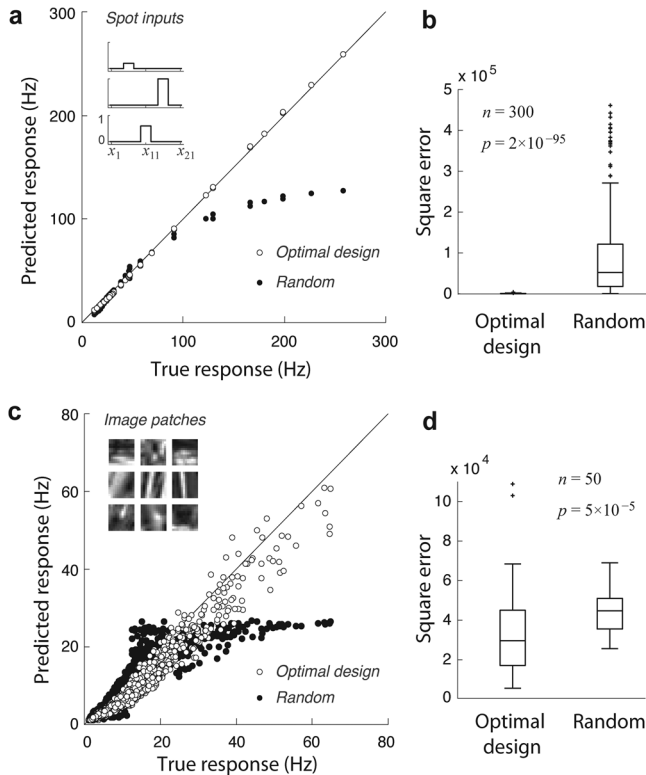 a
Spot inputs
1
0
x1 x11 x21
300
200
100
0
0 100 200 300
Predicted response (Hz)
True response (Hz)
Optimal design
Random
b
x 10^5
n = 300
p = 2×10^-95
5
4
3
2
1
0
Square error
Optimal design
Random
c
Image patches
80
60
40
20
0
0 20 40 60 80
Predicted response (Hz)
True response (Hz)
Optimal design
Random
d
x 10^4
n = 50
p = 5×10^-5
10
8
6
4
2
0
Square error
Optimal design
Random